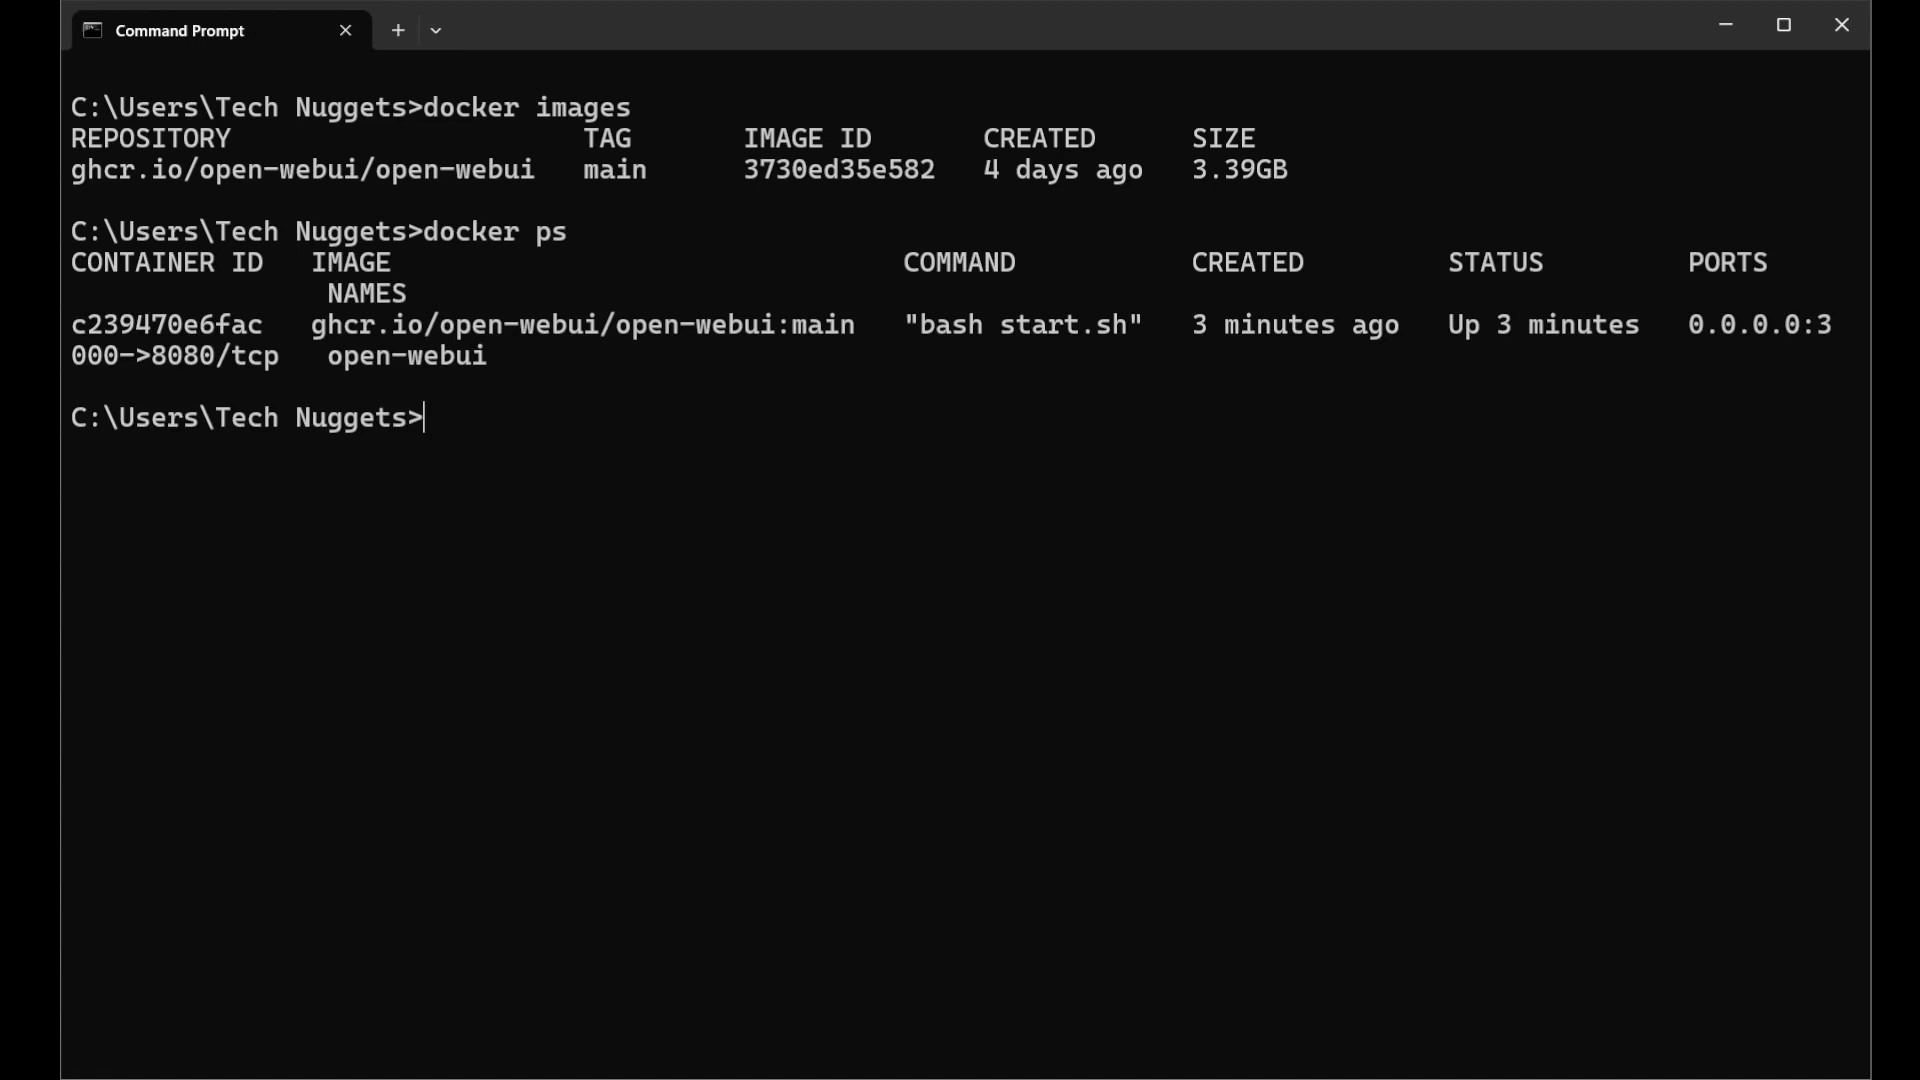 Command Prompt
C:\Users\Tech Nuggets>docker images
REPOSITORY                      TAG       IMAGE ID       CREATED      SIZE
ghcr.io/open-webui/open-webui   main      3730ed35e582   4 days ago   3.39GB
C:\Users\Tech Nuggets>docker ps
CONTAINER ID   IMAGE                                COMMAND           CREATED         STATUS         PORTS
                NAMES
c239470e6fac   ghcr.io/open-webui/open-webui:main   "bash start.sh"   3 minutes ago   Up 3 minutes   0.0.0.0:3
000->8080/tcp   open-webui
C:\Users\Tech Nuggets>